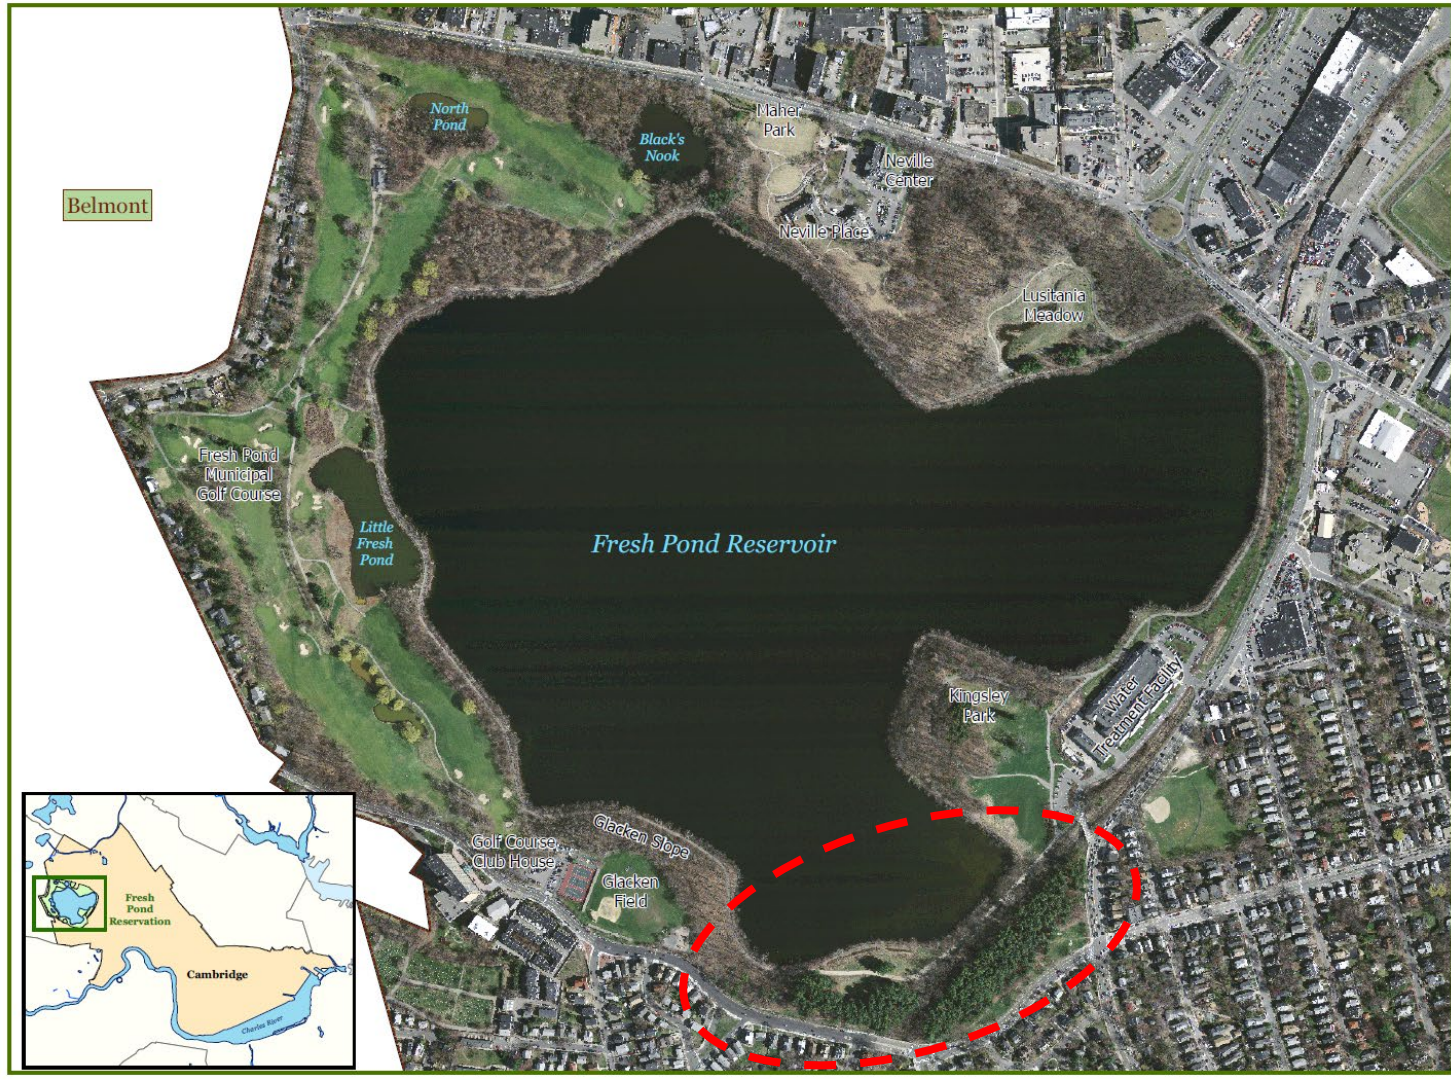 North
Pond
Black's
Nook
Maher
Park
Neville
Center
Belmont
Neville Place
Lusitania
Meadow
Fresh Pond
Municipal
Golf Course
Little
Fresh
Pond
Fresh Pond Reservoir
Kingsley
Park
Water
Treatment Facility
Glacken Slope
Golf Course
Club House
Glacken
Field
Fresh
Pond
Reservation
Cambridge
Charles River